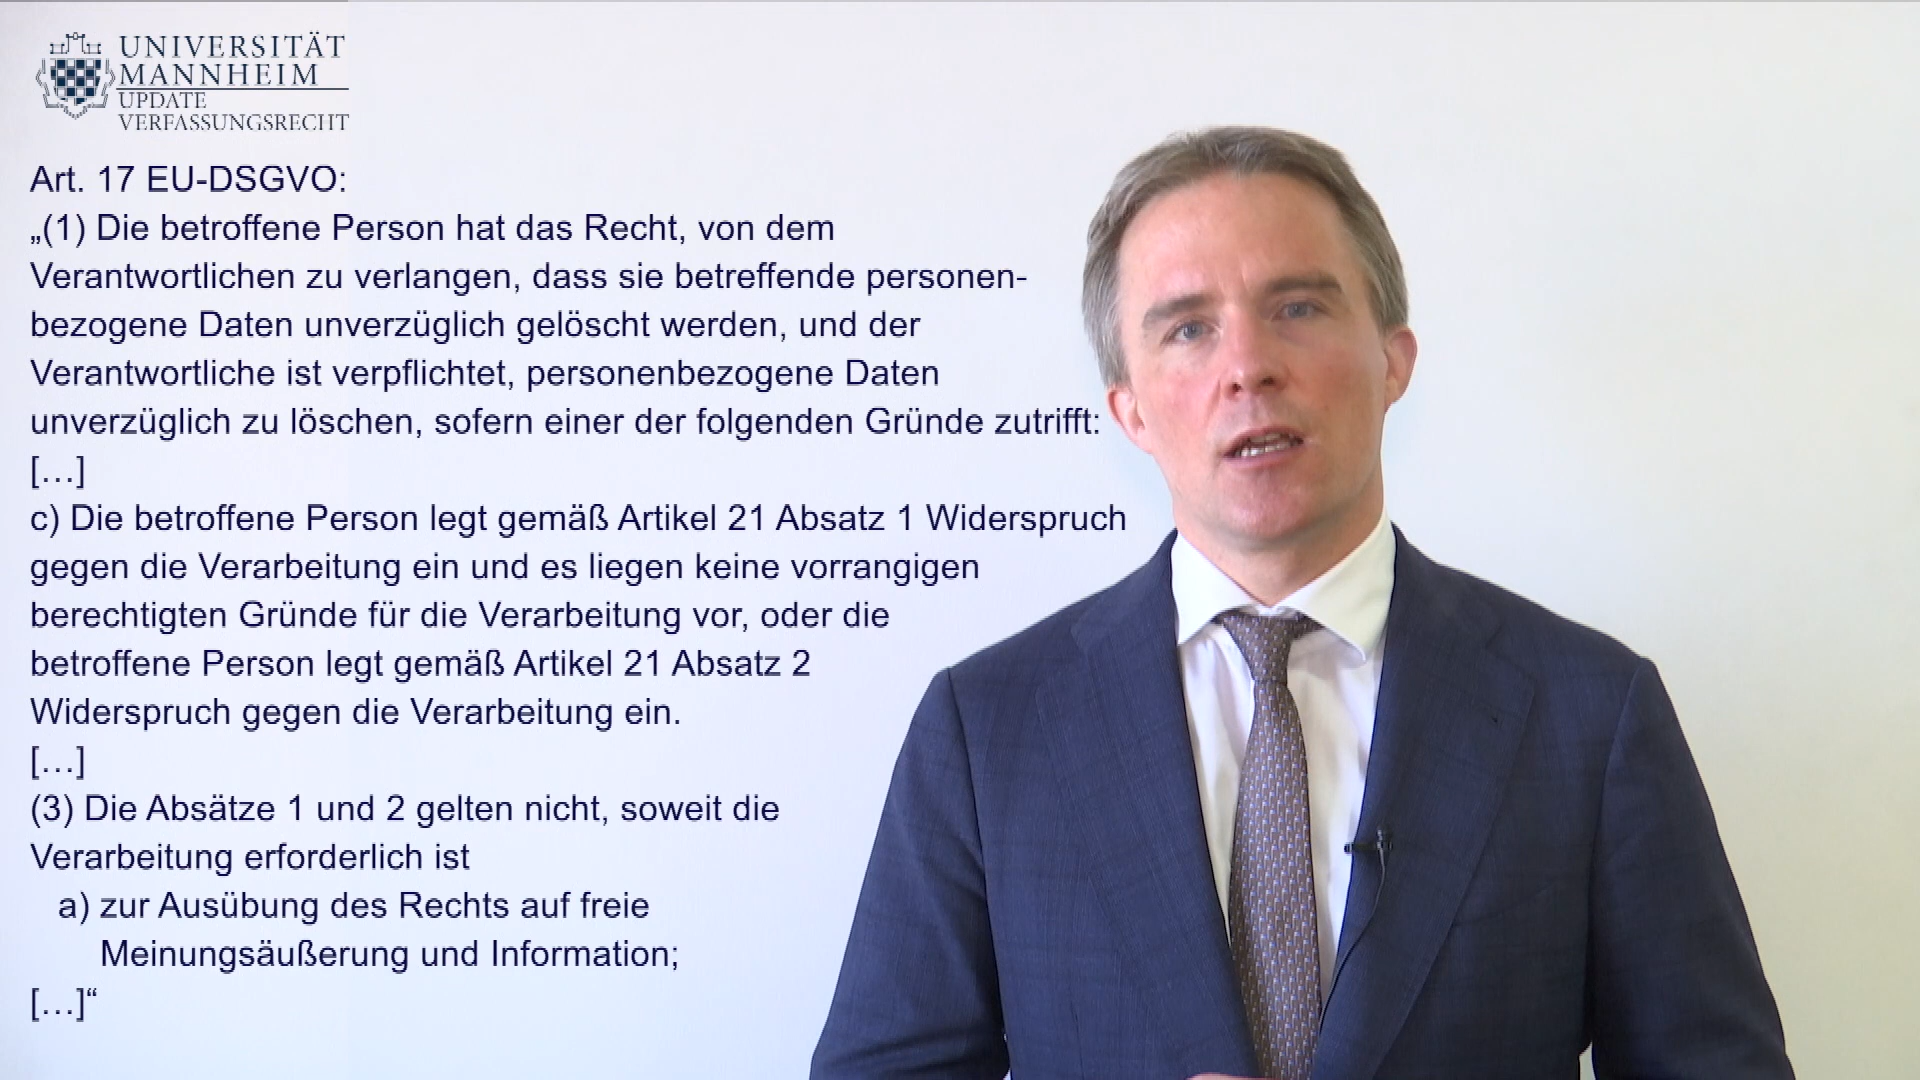 UNIVERSITÄT
MANNHEIM
UPDATE
VERFASSUNGSRECHT
Art. 17 EU-DSGVO:
„(1) Die betroffene Person hat das Recht, von dem
Verantwortlichen zu verlangen, dass sie betreffende personen-
bezogene Daten unverzüglich gelöscht werden, und der
Verantwortliche ist verpflichtet, personenbezogene Daten
unverzüglich zu löschen, sofern einer der folgenden Gründe zutrifft:
[…]
c) Die betroffene Person legt gemäß Artikel 21 Absatz 1 Widerspruch
gegen die Verarbeitung ein und es liegen keine vorrangigen
berechtigten Gründe für die Verarbeitung vor, oder die
betroffene Person legt gemäß Artikel 21 Absatz 2
Widerspruch gegen die Verarbeitung ein.
[…]
(3) Die Absätze 1 und 2 gelten nicht, soweit die
Verarbeitung erforderlich ist
a) zur Ausübung des Rechts auf freie
Meinungsäußerung und Information;
[…]“